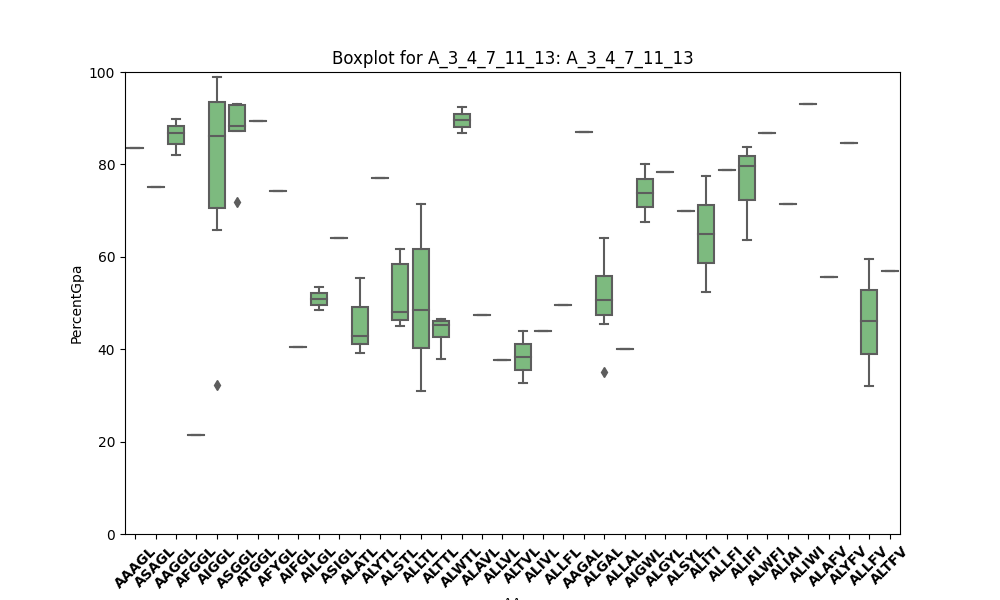 Boxplot for A_3_4_7_11_13: A_3_4_7_11_13
PercentGpa
100
80
60
40
20
0
AAAGL
ASAGL
AAGGL
AFGGL
AIGGL
ASGGL
ATGGL
AFYGL
AIFGL
AILGL
ASIGL
ALATL
ALYTL
ALSTL
ALLTL
ALTTL
ALWTL
ALAVL
ALLVL
ALTVL
ALIVL
ALLFL
AAGAL
ALGAL
ALLAL
AIGWL
ALGYL
ALSYL
ALITI
ALLFI
ALIFI
ALWFI
ALIAI
ALIWI
ALAFV
ALYFV
ALLFV
ALTFV